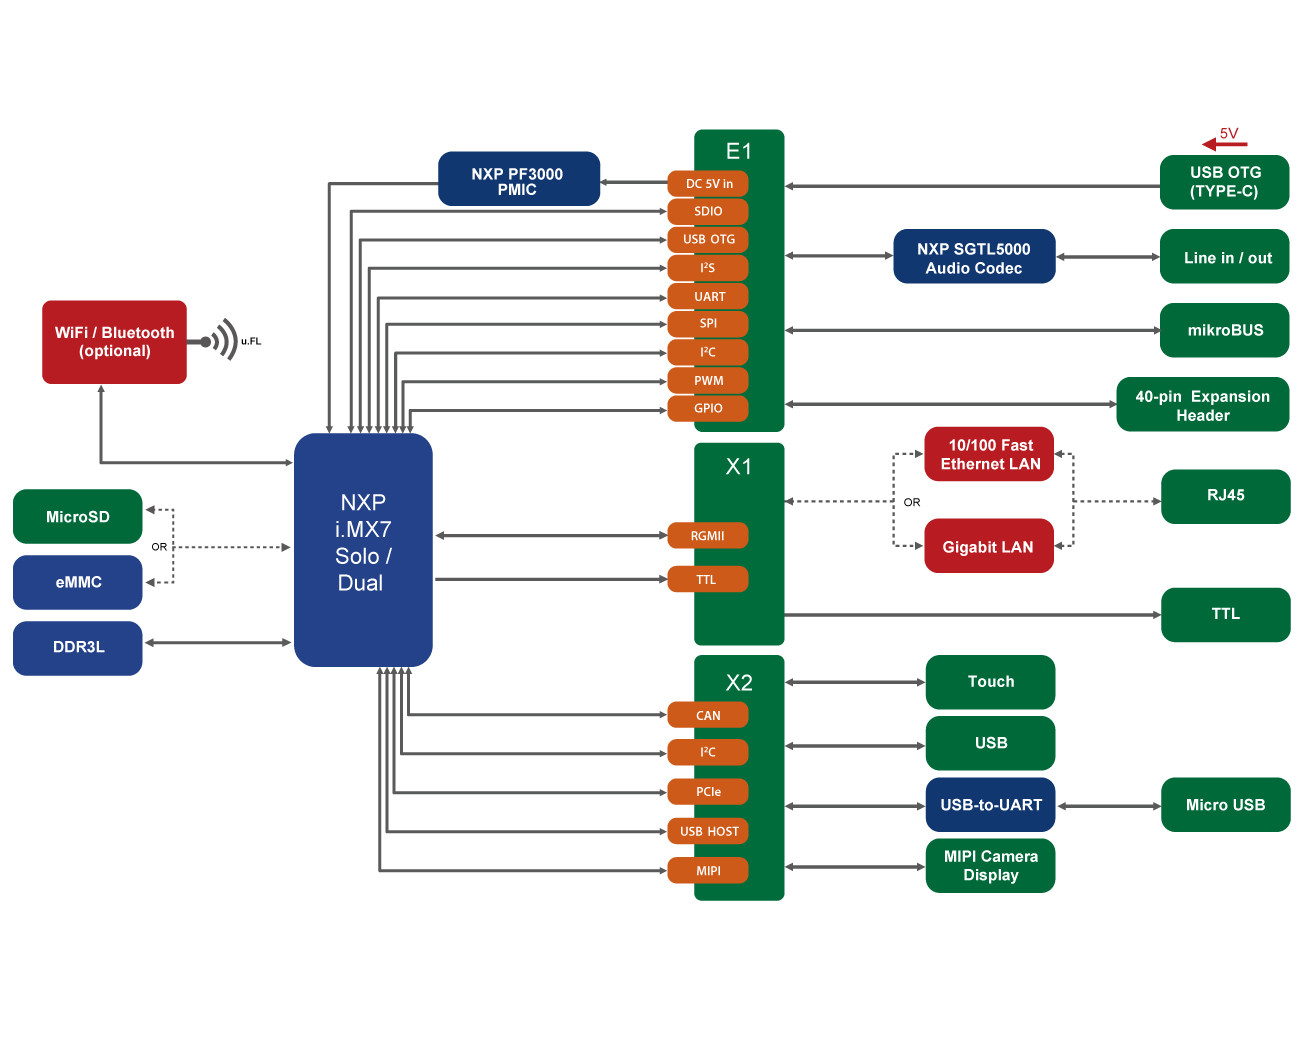 5V
USB OTG
(TYPE-C)
NXP PF3000
PMIC
E1
DC 5V in
SDIO
USB OTG
I²S
UART
SPI
I²C
PWM
GPIO
NXP SGTL5000
Audio Codec
Line in / out
mikroBUS
40-pin Expansion
Header
WiFi / Bluetooth
(optional)
u.FL
MicroSD
OR
eMMC
DDR3L
NXP
i.MX7
Solo /
Dual
X1
RGMII
TTL
10/100 Fast
Ethernet LAN
OR
Gigabit LAN
RJ45
TTL
X2
CAN
I²C
PCIe
USB HOST
MIPI
Touch
USB
USB-to-UART
Micro USB
MIPI Camera
Display